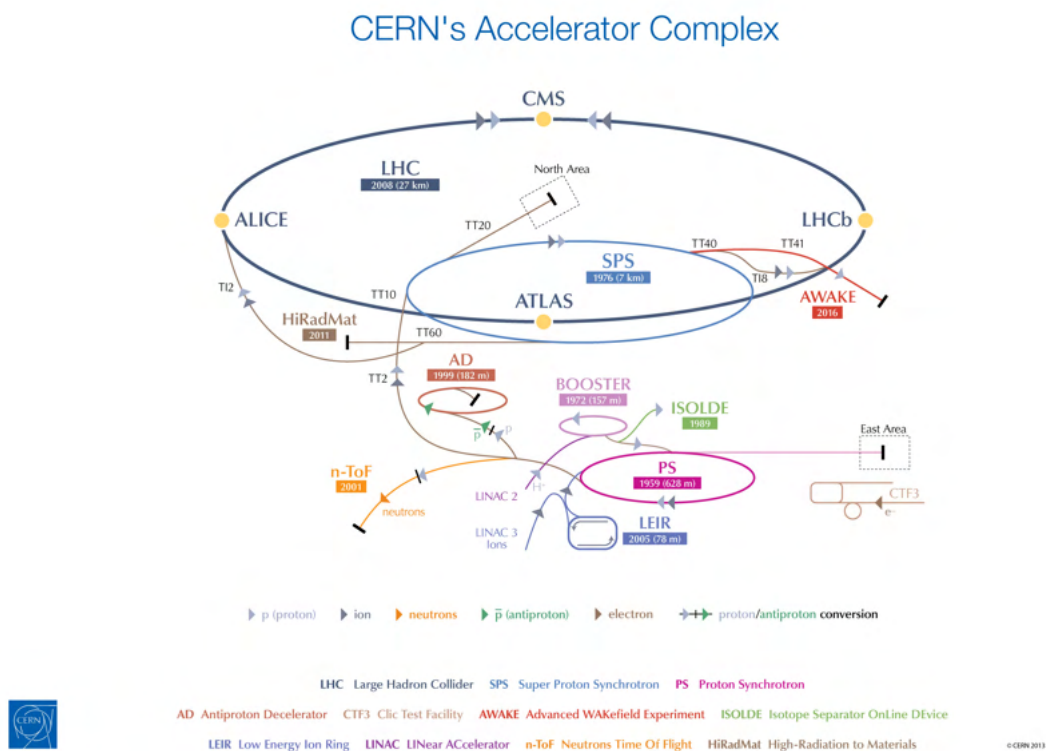 CERN's Accelerator Complex
CMS
LHC
2008 (27 km)
North Area
ALICE
LHCb
TT20
TT40
TT41
SPS
1976 (7 km)
TI8
TI2
TT10
ATLAS
AWAKE
2016
HiRadMat
2011
TT60
AD
1999 (182 m)
TT2
BOOSTER
1972 (157 m)
ISOLDE
1989
p̅
p
East Area
n-ToF
2001
PS
1959 (628 m)
LINAC 2
H⁻
neutrons
CTF3
e-
LINAC 3
Ions
LEIR
2005 (78 m)
p (proton) ion neutrons p̅ (antiproton) electron proton/antiproton conversion
LHC Large Hadron Collider SPS Super Proton Synchrotron PS Proton Synchrotron
AD Antiproton Decelerator CTF3 Clic Test Facility AWAKE Advanced WAKefield Experiment ISOLDE Isotope Separator OnLine DEvice
LEIR Low Energy Ion Ring LINAC LINear ACcelerator n-ToF Neutrons Time Of Flight HiRadMat High-Radiation to Materials
CERN
© CERN 2013